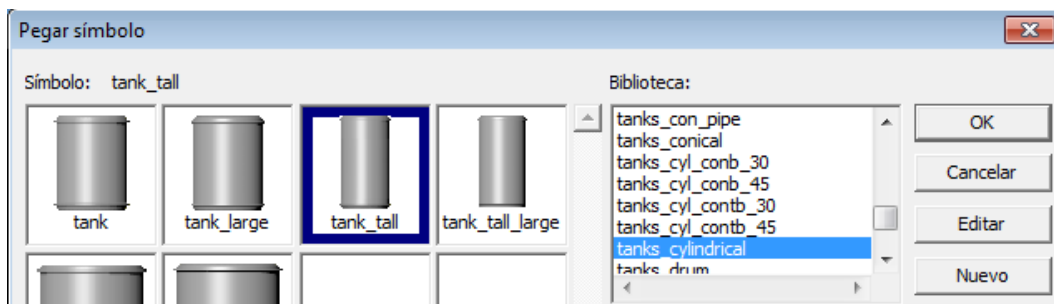 Pegar símbolo
Símbolo: tank_tall
Biblioteca:
tank
tank_large
tank_tall
tank_tall_large
tanks_con_pipe
tanks_conical
tanks_cyl_conb_30
tanks_cyl_conb_45
tanks_cyl_contb_30
tanks_cyl_contb_45
tanks_cylindrical
tanks_drum
OK
Cancelar
Editar
Nuevo